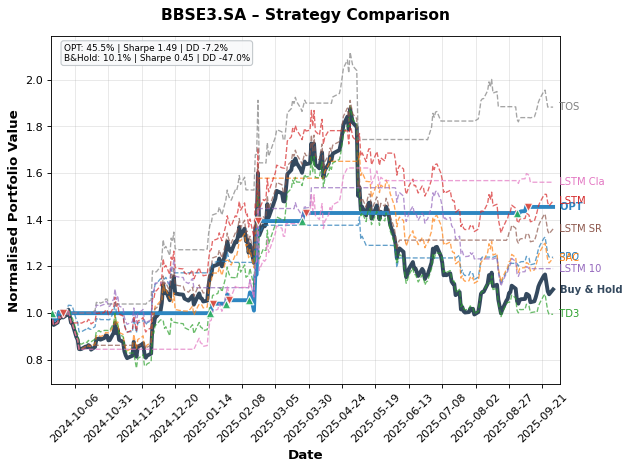 BBSE3.SA – Strategy Comparison
OPT: 45.5% | Sharpe 1.49 | DD -7.2%
B&Hold: 10.1% | Sharpe 0.45 | DD -47.0%
Normalised Portfolio Value
2.0
1.8
1.6
1.4
1.2
1.0
0.8
TOS
LSTM Cla
LSTM
OPT
LSTM SR
LSTM 10
Buy & Hold
TD3
2024-10-06
2024-10-31
2024-11-25
2024-12-20
2025-01-14
2025-02-08
2025-03-05
2025-03-30
2025-04-24
2025-05-19
2025-06-13
2025-07-08
2025-08-02
2025-08-27
2025-09-21
Date